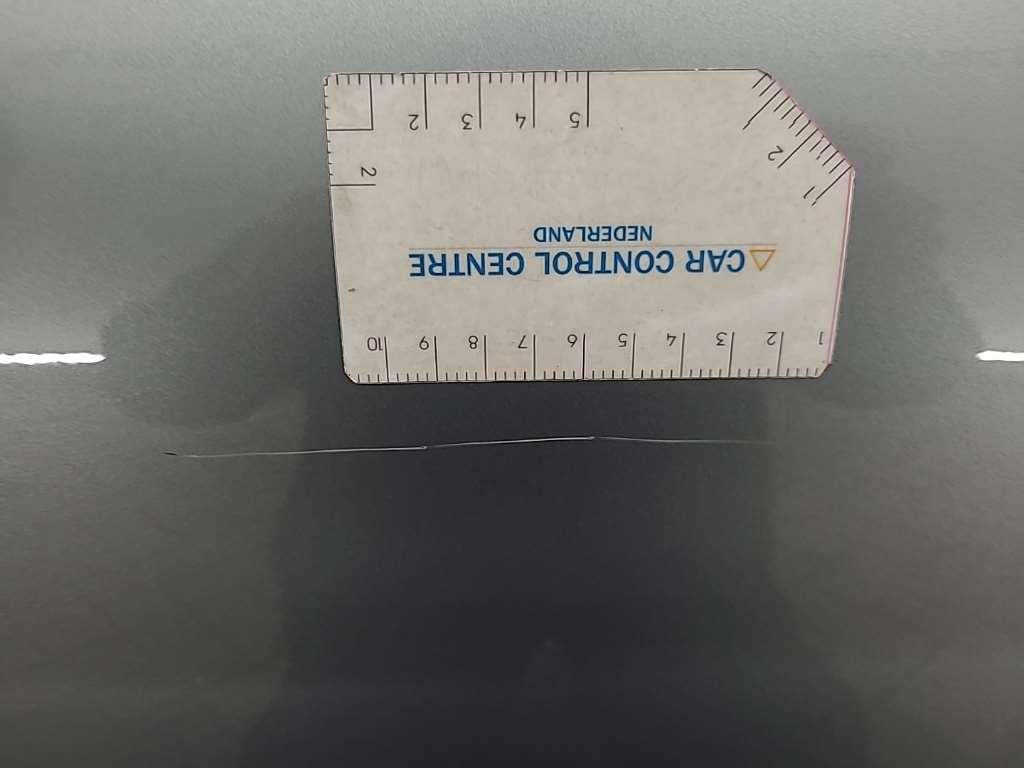 1 2 3 4 5 6 7 8 9 10
CAR CONTROL CENTRE
NEDERLAND
1
2
2
5 4 3 2